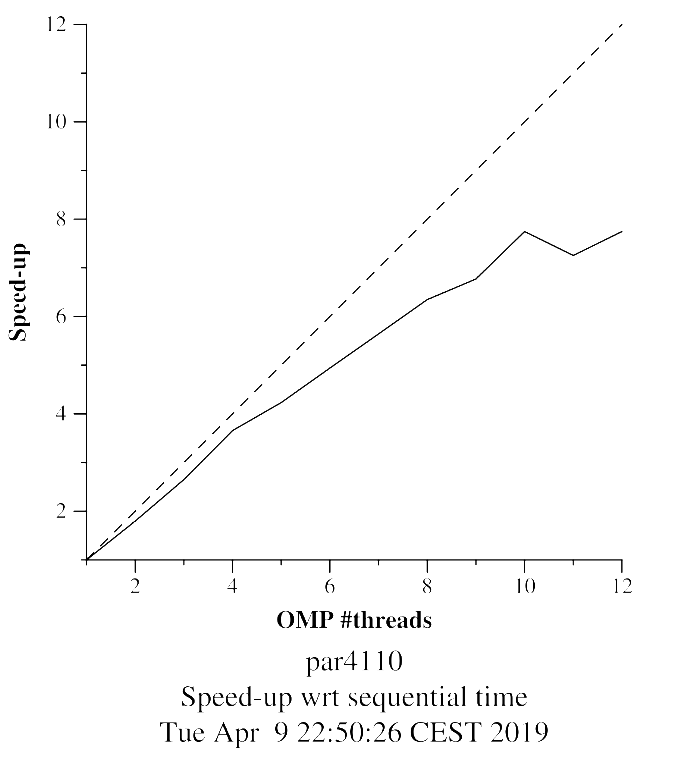 12
10
8
6
4
2
Speed-up
2 4 6 8 10 12
OMP #threads
par4110
Speed-up wrt sequential time
Tue Apr 9 22:50:26 CEST 2019